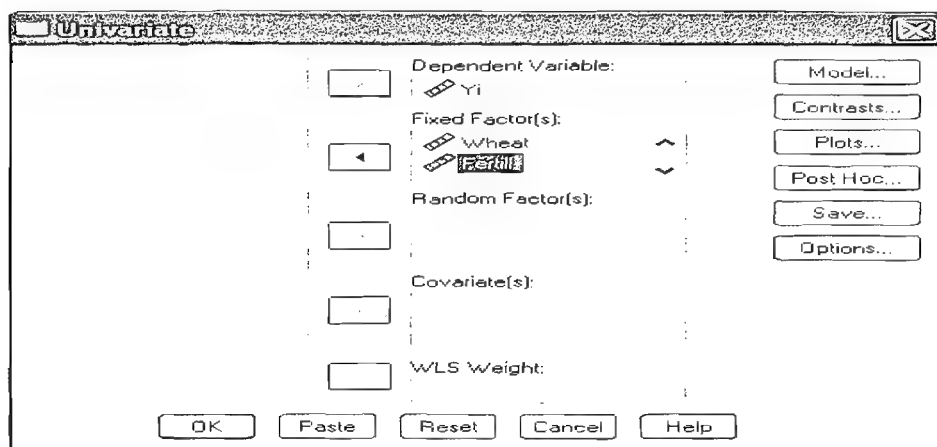 Univariate
Dependent Variable:
Yi
Fixed Factor(s):
Wheat
Fertili
Random Factor(s):
Covariate(s):
WLS Weight:
Model...
Contrasts...
Plots...
Post Hoc...
Save...
Options...
OK
Paste
Reset
Cancel
Help